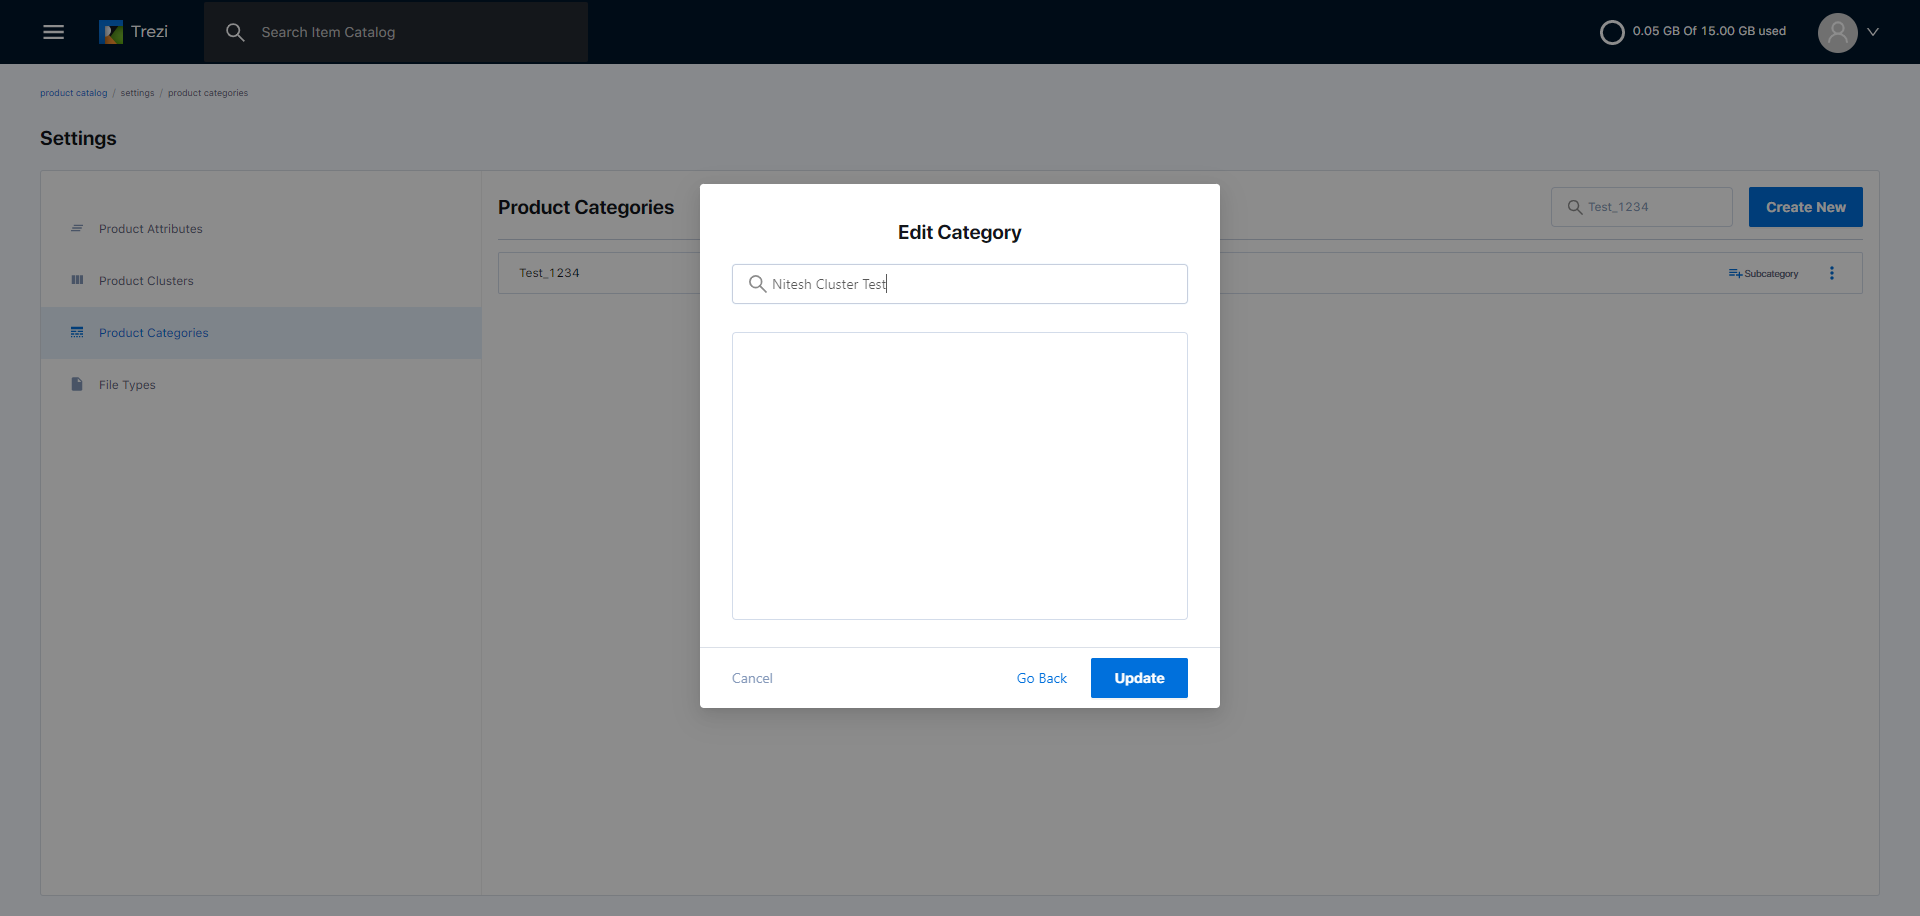 Trezi
Search Item Catalog
0.05 GB Of 15.00 GB used
product catalog / settings / product categories
Settings
Product Attributes
Product Clusters
Product Categories
File Types
Product Categories
Test_1234
Create New
Test_1234
Subcategory
Edit Category
Nitesh Cluster Test
Cancel
Go Back
Update